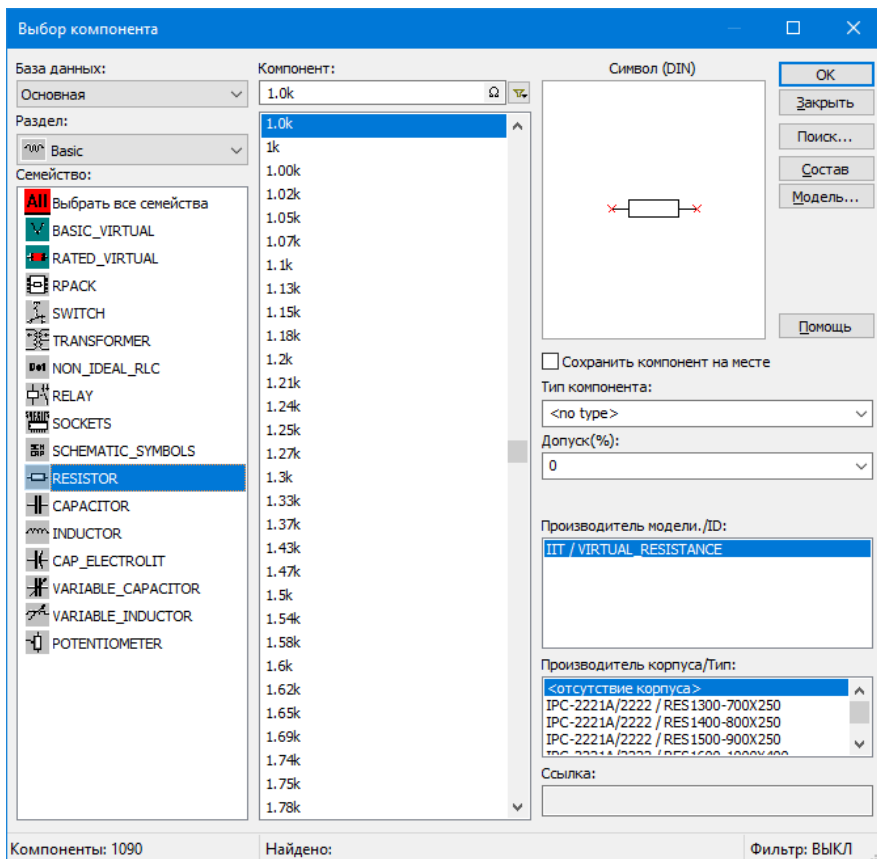 Выбор компонента
База данных:
Основная
Раздел:
Basic
Семейство:
All Выбрать все семейства
BASIC_VIRTUAL
RATED_VIRTUAL
RPACK
SWITCH
TRANSFORMER
NON_IDEAL_RLC
RELAY
SOCKETS
SCHEMATIC_SYMBOLS
RESISTOR
CAPACITOR
INDUCTOR
CAP_ELECTROLIT
VARIABLE_CAPACITOR
VARIABLE_INDUCTOR
POTENTIOMETER
Компонент:
1.0k Ω
1.0k
1k
1.00k
1.02k
1.05k
1.07k
1.1k
1.13k
1.15k
1.18k
1.2k
1.21k
1.24k
1.25k
1.27k
1.3k
1.33k
1.37k
1.43k
1.47k
1.5k
1.54k
1.58k
1.6k
1.62k
1.65k
1.69k
1.74k
1.75k
1.78k
Символ (DIN)
OK
Закрыть
Поиск...
Состав
Модель...
Помощь
Сохранить компонент на месте
Тип компонента:
<no type>
Допуск(%):
0
Производитель модели./ID:
IIT / VIRTUAL_RESISTANCE
Производитель корпуса/Тип:
<отсутствие корпуса>
IPC-2221A/2222 / RES1300-700X250
IPC-2221A/2222 / RES1400-800X250
IPC-2221A/2222 / RES1500-900X250
IPC-2221A/2222 / RES1600-1000X400
Ссылка:
Компоненты: 1090
Найдено:
Фильтр: ВЫКЛ